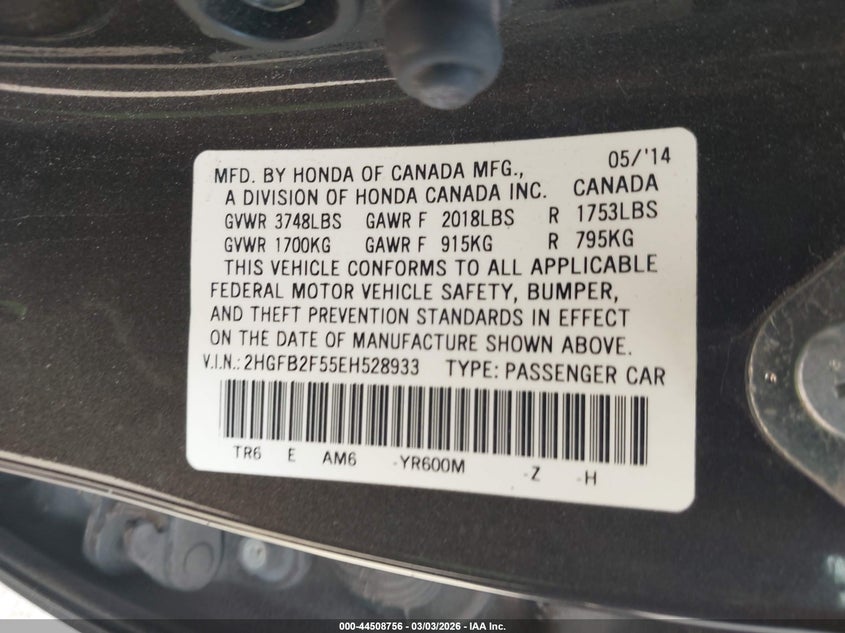 MFD. BY HONDA OF CANADA MFG., 05/'14
A DIVISION OF HONDA CANADA INC. CANADA
GVWR 3748LBS GAWR F 2018LBS R 1753LBS
GVWR 1700KG GAWR F 915KG R 795KG
THIS VEHICLE CONFORMS TO ALL APPLICABLE
FEDERAL MOTOR VEHICLE SAFETY, BUMPER,
AND THEFT PREVENTION STANDARDS IN EFFECT
ON THE DATE OF MANUFACTURE SHOWN ABOVE.
V.I.N.: 2HGFB2F55EH528933 TYPE: PASSENGER CAR
TR6 E AM6 -YR600M -Z -H
000-44508756 - 03/03/2026 - IAA Inc.